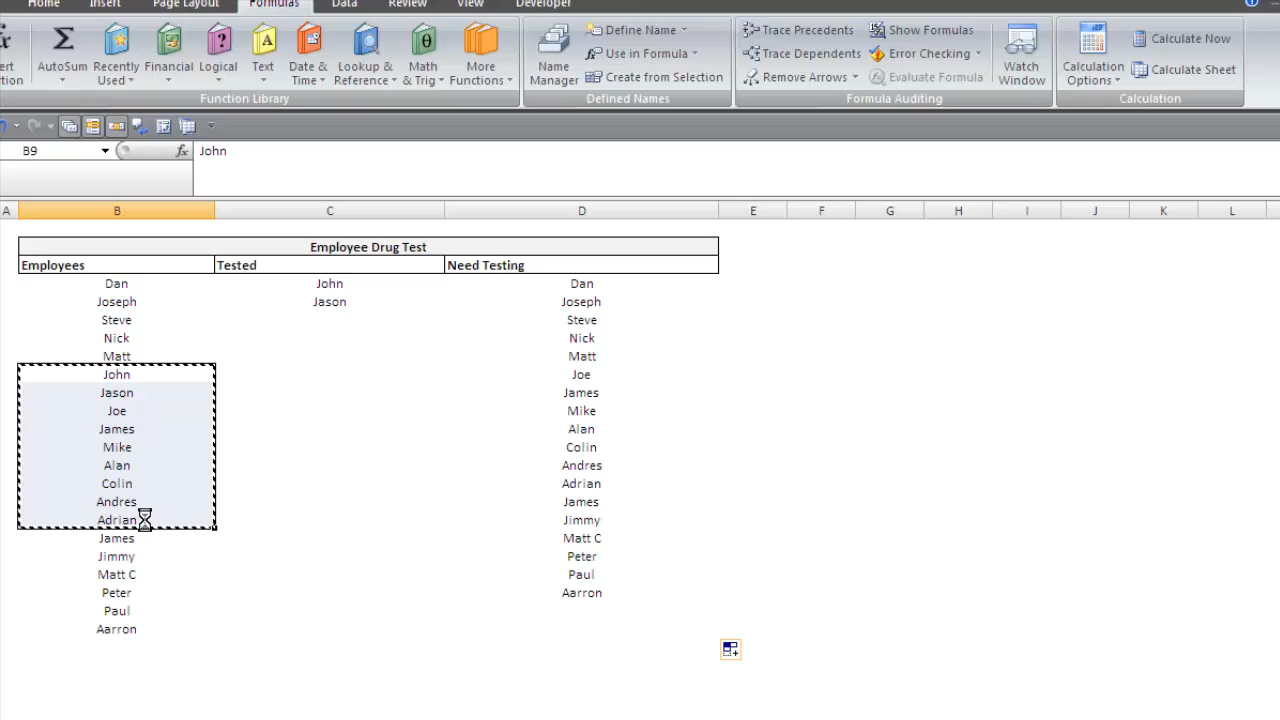 Home Insert Page Layout Formulas Data Review View Developer
AutoSum Recently Used Financial Logical Text Date & Time Lookup & Reference Math & Trig More Functions
Function Library
Name Manager
Define Name
Use in Formula
Create from Selection
Defined Names
Trace Precedents
Trace Dependents
Remove Arrows
Show Formulas
Error Checking
Evaluate Formula
Watch Window
Formula Auditing
Calculation Options
Calculate Now
Calculate Sheet
Calculation
B9 fx John
A B C D E F G H I J K L
Employee Drug Test
Employees Tested Need Testing
Dan John Dan
Joseph Jason Joseph
Steve Steve
Nick Nick
Matt Matt
John Joe
Jason James
Joe Mike
James Alan
Mike Colin
Alan Andres
Colin Adrian
Andres James
Adrian Jimmy
James Matt C
Jimmy Peter
Matt C Paul
Peter Aarron
Paul
Aarron